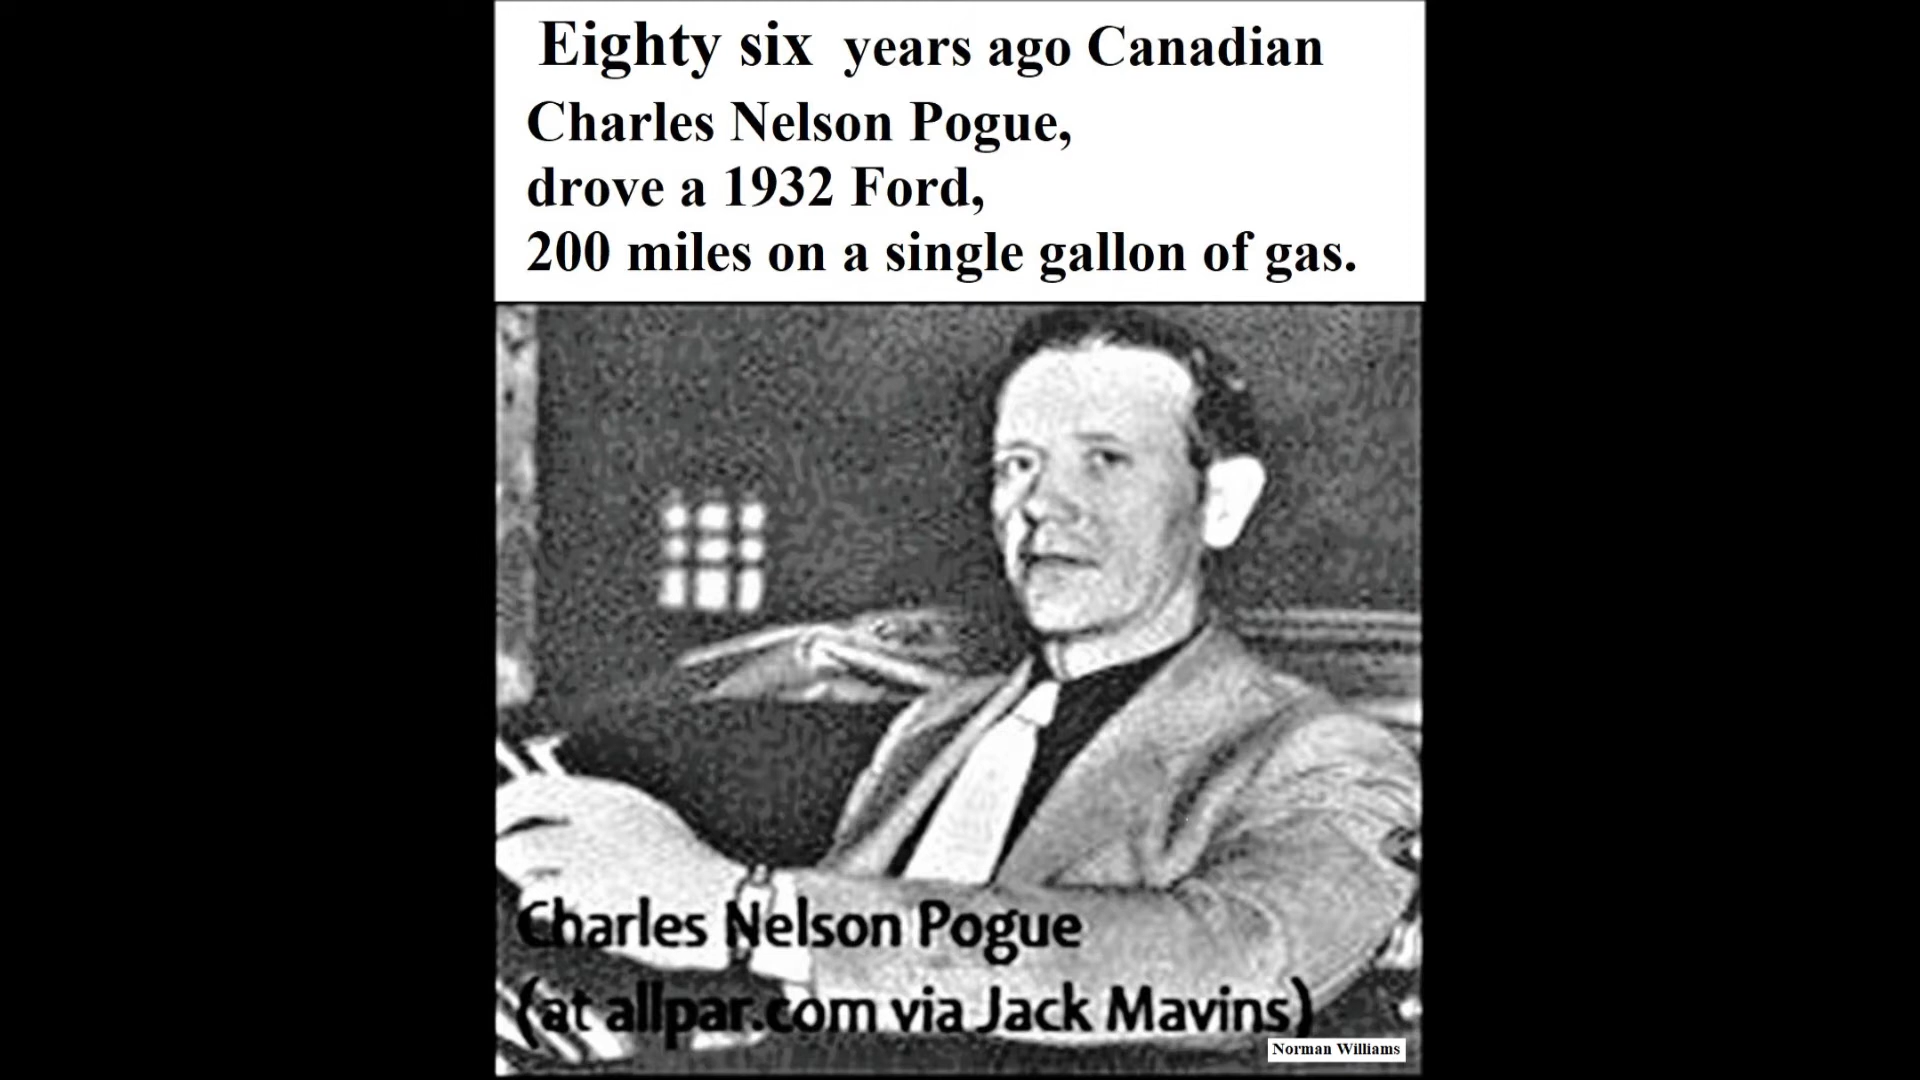 Eighty six years ago Canadian
Charles Nelson Pogue,
drove a 1932 Ford,
200 miles on a single gallon of gas.
Charles Nelson Pogue
(at allpar.com via Jack Mavins)
Norman Williams